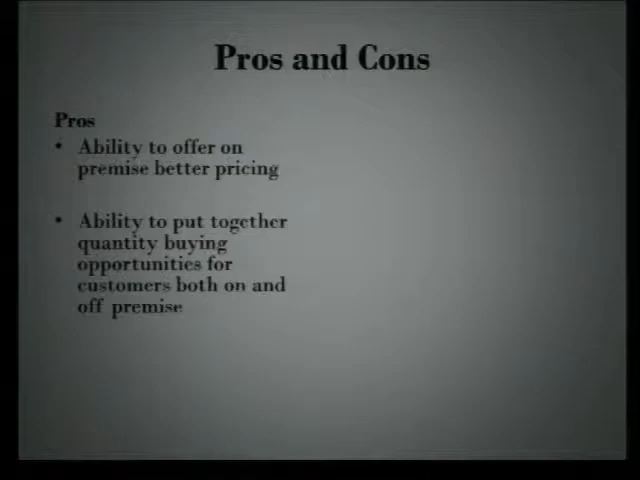 Pros and Cons
Pros
• Ability to offer on
premise better pricing
• Ability to put together
quantity buying
opportunities for
customers both on and
off premise